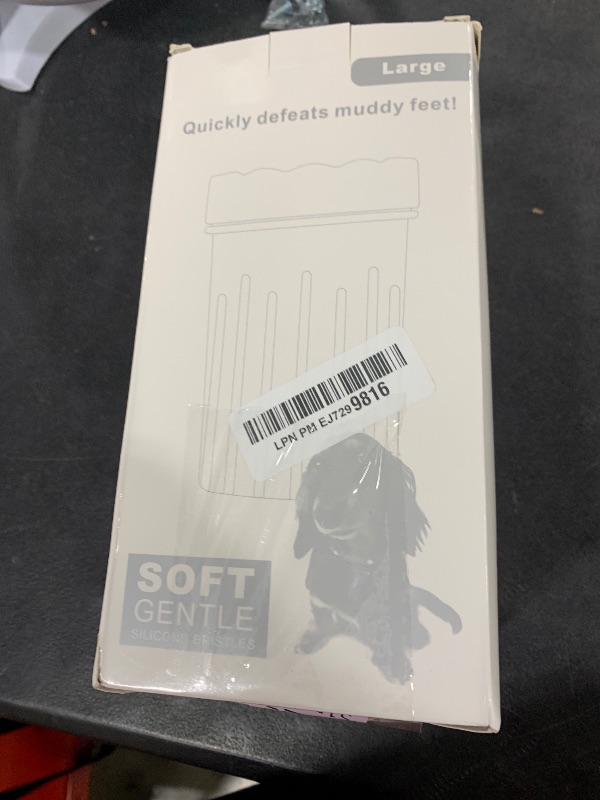 Large
Quickly defeats muddy feet!
LPN PM EJ7299816
SOFT
GENTLE
SILICONE BRISTLES